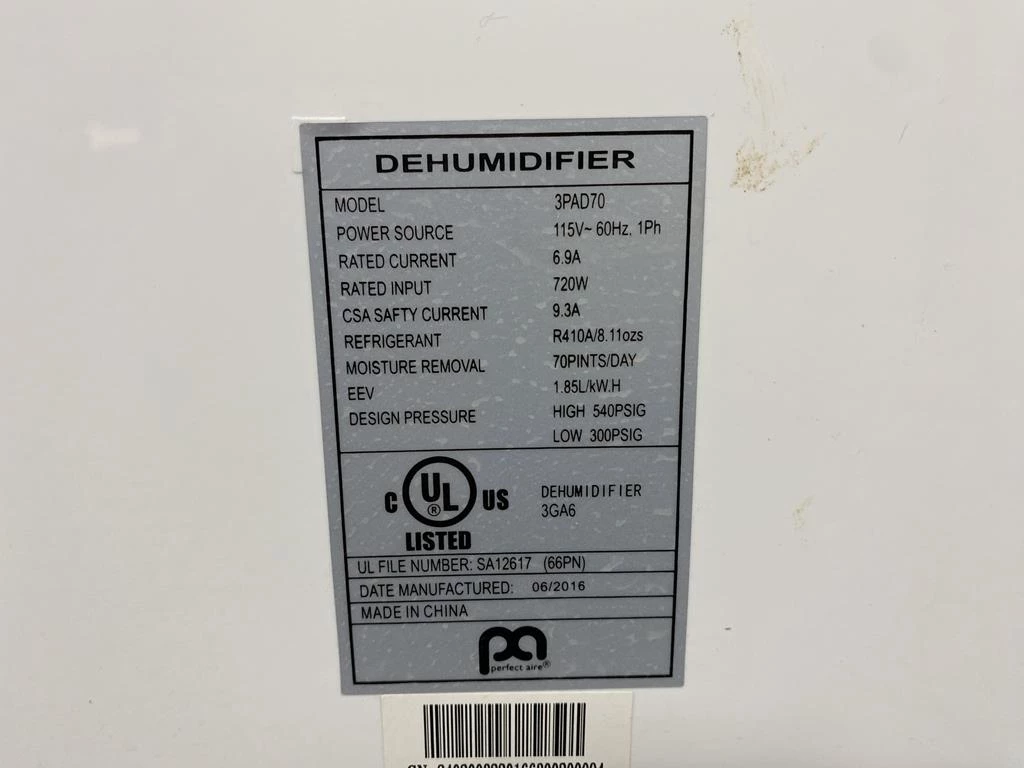 DEHUMIDIFIER
MODEL 3PAD70
POWER SOURCE 115V~ 60Hz, 1Ph
RATED CURRENT 6.9A
RATED INPUT 720W
CSA SAFTY CURRENT 9.3A
REFRIGERANT R410A/8.11ozs
MOISTURE REMOVAL 70PINTS/DAY
EEV 1.85L/kW.H
DESIGN PRESSURE HIGH 540PSIG
LOW 300PSIG
C UL ® US
LISTED
DEHUMIDIFIER
3GA6
UL FILE NUMBER: SA12617 (66PN)
DATE MANUFACTURED: 06/2016
MADE IN CHINA
pa
perfect aire®